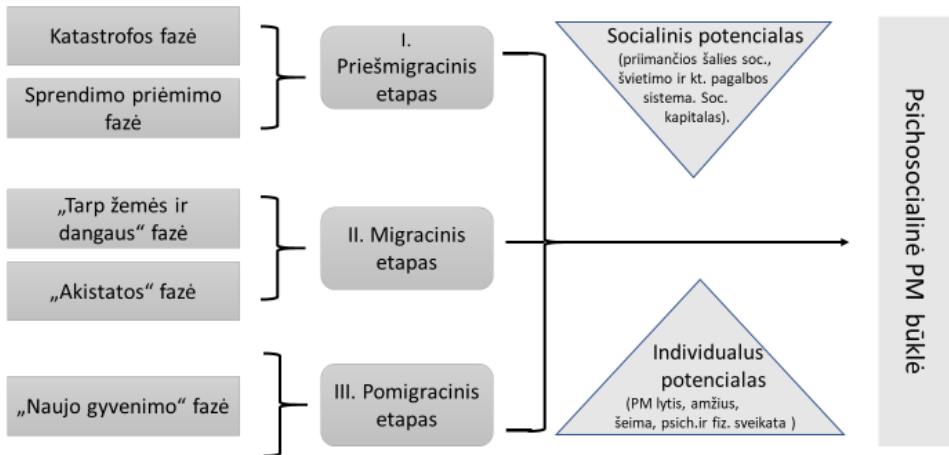 Katastrofos fazė
Sprendimo priėmimo
fazė
„Tarp žemės ir
dangaus“ fazė
„Akistatos“ fazė
„Naujo gyvenimo“ fazė
I.
Priešmigracinis
etapas
II. Migracinis
etapas
III. Pomigracinis
etapas
Socialinis potencialas
(priimančios šalies soc.,
švietimo ir kt. pagalbos
sistema. Soc.
kapitalas).
Individualus
potencialas
(PM lytis, amžius,
šeima, psich.ir fiz. sveikata )
Psichosocialinė PM būklė